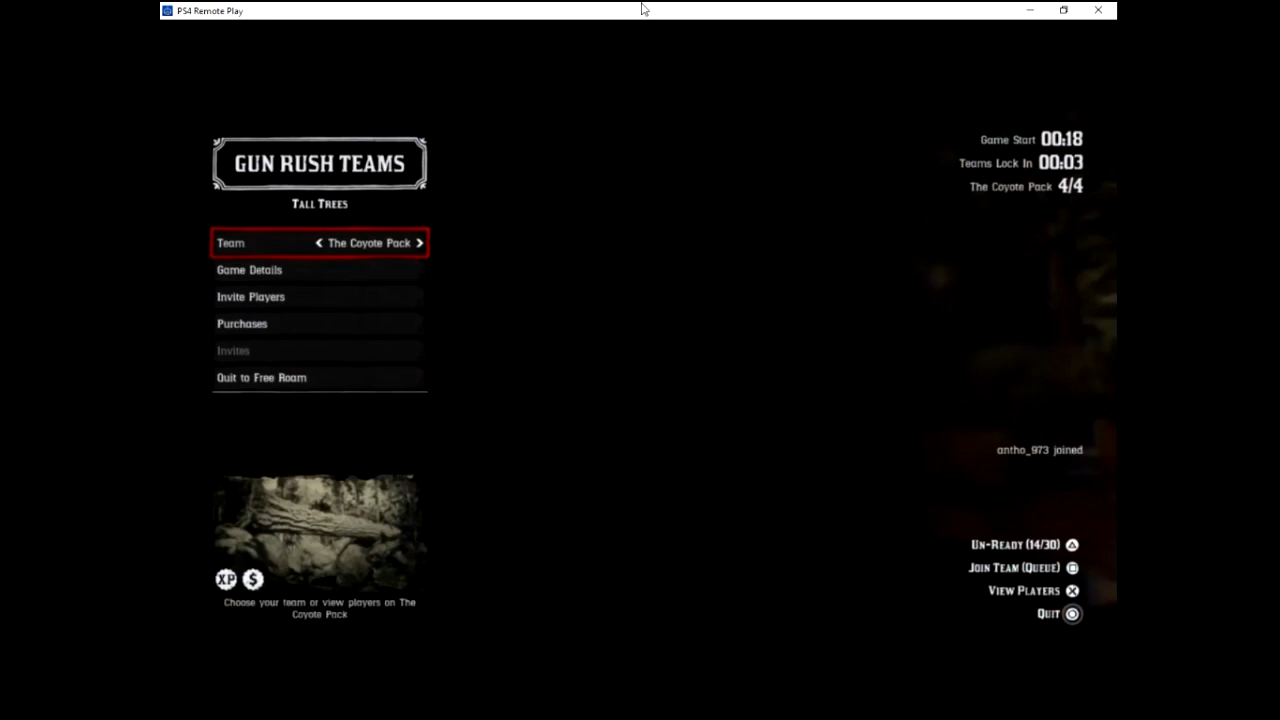 PS4 Remote Play
GUN RUSH TEAMS
TALL TREES
Team < The Coyote Pack >
Game Details
Invite Players
Purchases
Invites
Quit to Free Roam
XP $
Choose your team or view players on The
Coyote Pack
Game Start 00:18
Teams Lock In 00:03
The Coyote Pack 4/4
antho_973 joined
UN-READY (14/30)
JOIN TEAM (QUEUE)
VIEW PLAYERS
QUIT